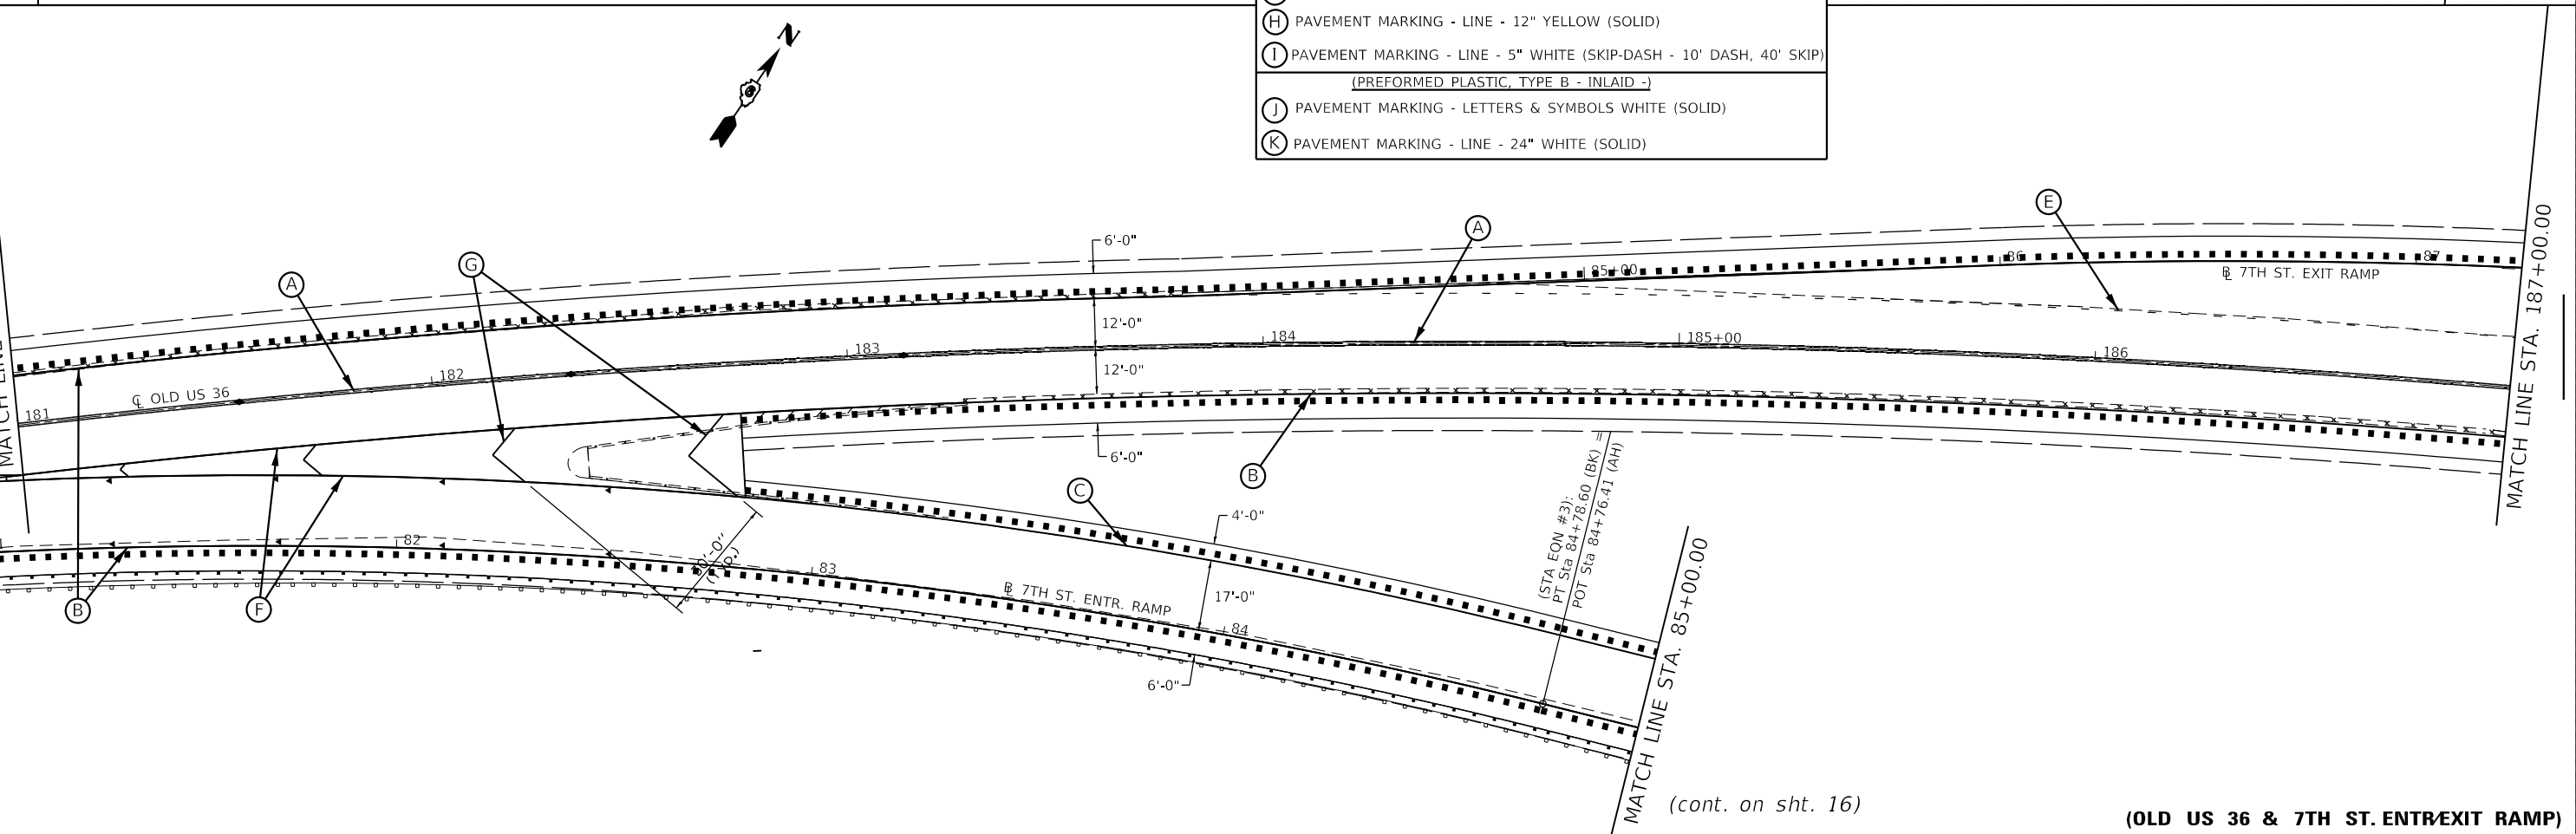 (H) PAVEMENT MARKING - LINE - 12" YELLOW (SOLID)
(I) PAVEMENT MARKING - LINE - 5" WHITE (SKIP-DASH - 10' DASH, 40' SKIP)
(PREFORMED PLASTIC, TYPE B - INLAID -)
(J) PAVEMENT MARKING - LETTERS & SYMBOLS WHITE (SOLID)
(K) PAVEMENT MARKING - LINE - 24" WHITE (SOLID)
N
E
A
6'-0"
G
85+00
86
87
℄ 7TH ST. EXIT RAMP
A
12'-0"
184
185+00
186
183
12'-0"
182
℄ OLD US 36
181
MATCH LINE
MATCH LINE STA. 187+00.00
6'-0"
B
C
4'-0"
(STA EQN #3):
PT Sta 84+78.60 (BK) =
POT Sta 84+76.41 (AH)
82
83
B
F
℄ 7TH ST. ENTR. RAMP
17'-0"
84
6'-0"
MATCH LINE STA. 85+00.00
(cont. on sht. 16)
(OLD US 36 & 7TH ST. ENTR/EXIT RAMP)